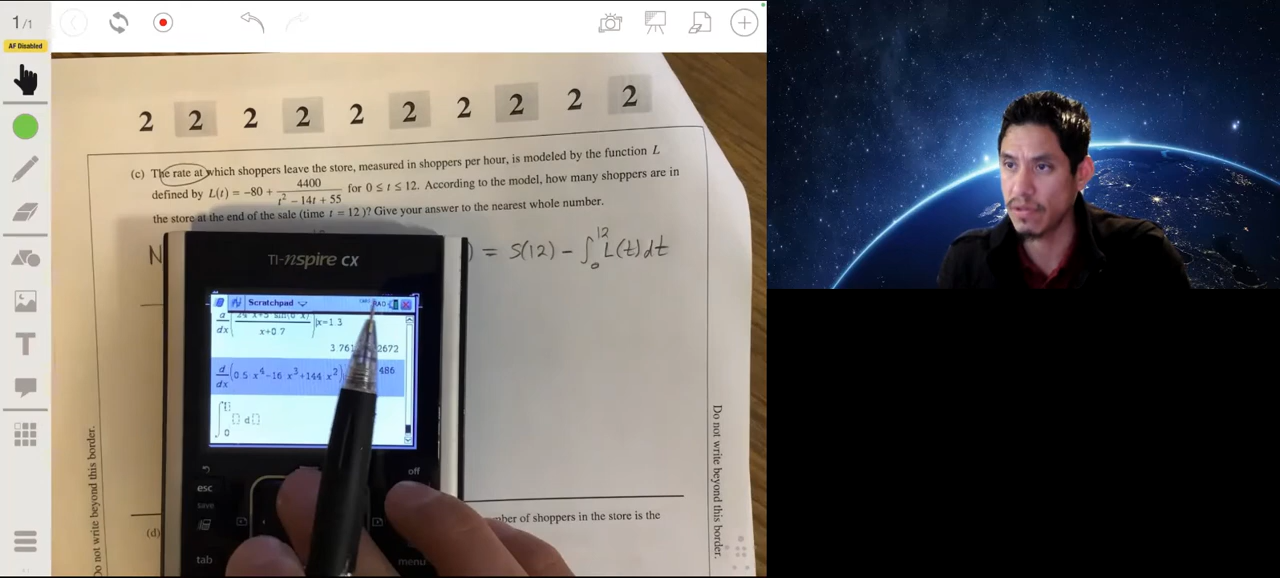 1/1
AF Disabled
2 2 2 2 2 2 2 2 2 2
(c) The rate at which shoppers leave the store, measured in shoppers per hour, is modeled by the function L
defined by L(t) = −80 + 4400 / t² − 14t + 55 for 0 ≤ t ≤ 12. According to the model, how many shoppers are in
the store at the end of the sale (time t = 12)? Give your answer to the nearest whole number.
N ) = S(12) − ∫₀¹² L(t)dt
TI-nspire CX
Scratchpad
RAD
d/dx x+0.7 |x=1.3
2672
d/dx(0.5 x⁴−16 x³+144 x²) 486
∫₀ d
off
esc
save
tab
menu
(d)
of shoppers in the store is the
Do not write beyond this border.
Do not write beyond this border.
T